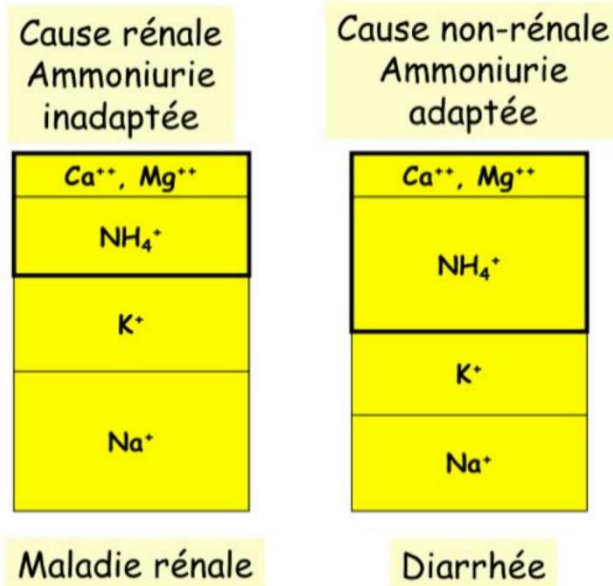 Cause rénale
Ammoniurie
inadaptée
Ca⁺⁺, Mg⁺⁺
NH₄⁺
K⁺
Na⁺
Maladie rénale
Cause non-rénale
Ammoniurie
adaptée
Ca⁺⁺, Mg⁺⁺
NH₄⁺
K⁺
Na⁺
Diarrhée